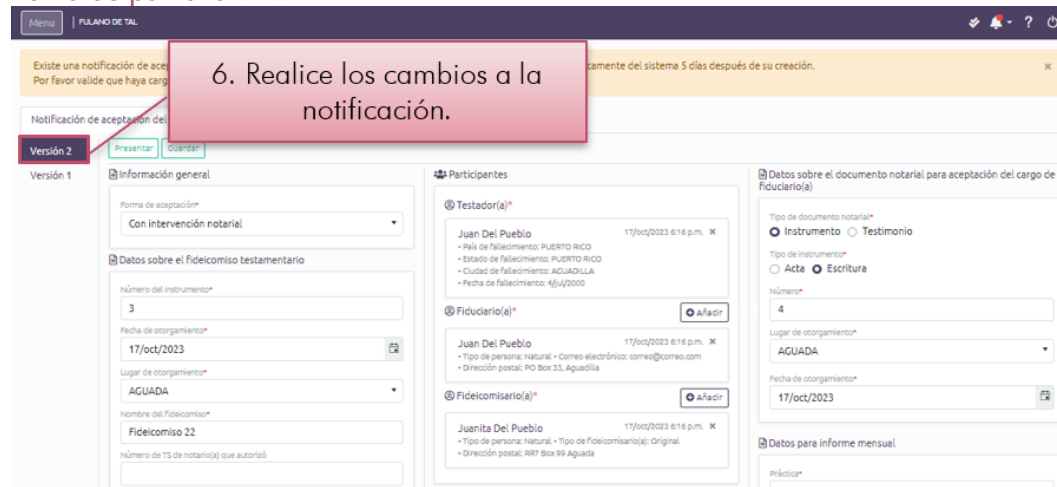 Menu
FULANO DE TAL
?
Existe una notificación de
camente del sistema 5 días después de su creación.
Por favor valide que haya
6. Realice los cambios a la
notificación.
Notificación de aceptación del
Versión 2
Versión 1
Presentar
Guardar
Información general
Forma de aceptación*
Con intervención notarial
Datos sobre el fideicomiso testamentario
Número del instrumento*
3
Fecha de otorgamiento*
17/oct/2023
Lugar de otorgamiento*
AGUADA
Nombre del Fideicomiso*
Fideicomiso 22
Número de TS de notario(a) que autorizó
Participantes
Testador(a)*
Juan Del Pueblo 17/oct/2023 6:16 p.m.
• País de fallecimiento: PUERTO RICO
• Estado de fallecimiento: PUERTO RICO
• Ciudad de fallecimiento: AGUADILLA
• Fecha de fallecimiento: 4/jul/2000
Fiduciario(a)*
Añadir
Juan Del Pueblo 17/oct/2023 6:16 p.m.
• Tipo de persona: Natural • Correo electrónico: correo@correo.com
• Dirección postal: PO Box 33, Aguadilla
Fideicomisario(a)*
Añadir
Juanita Del Pueblo 17/oct/2023 6:16 p.m.
• Tipo de persona: Natural • Tipo de Fideicomisario(a): Original
• Dirección postal: RR7 Box 99 Aguada
Datos sobre el documento notarial para aceptación del cargo de
fiduciario(a)
Tipo de documento notarial*
Instrumento Testimonio
Tipo de instrumento*
Acta Escritura
Número*
4
Lugar de otorgamiento*
AGUADA
Fecha de otorgamiento*
17/oct/2023
Datos para informe mensual
Práctica*